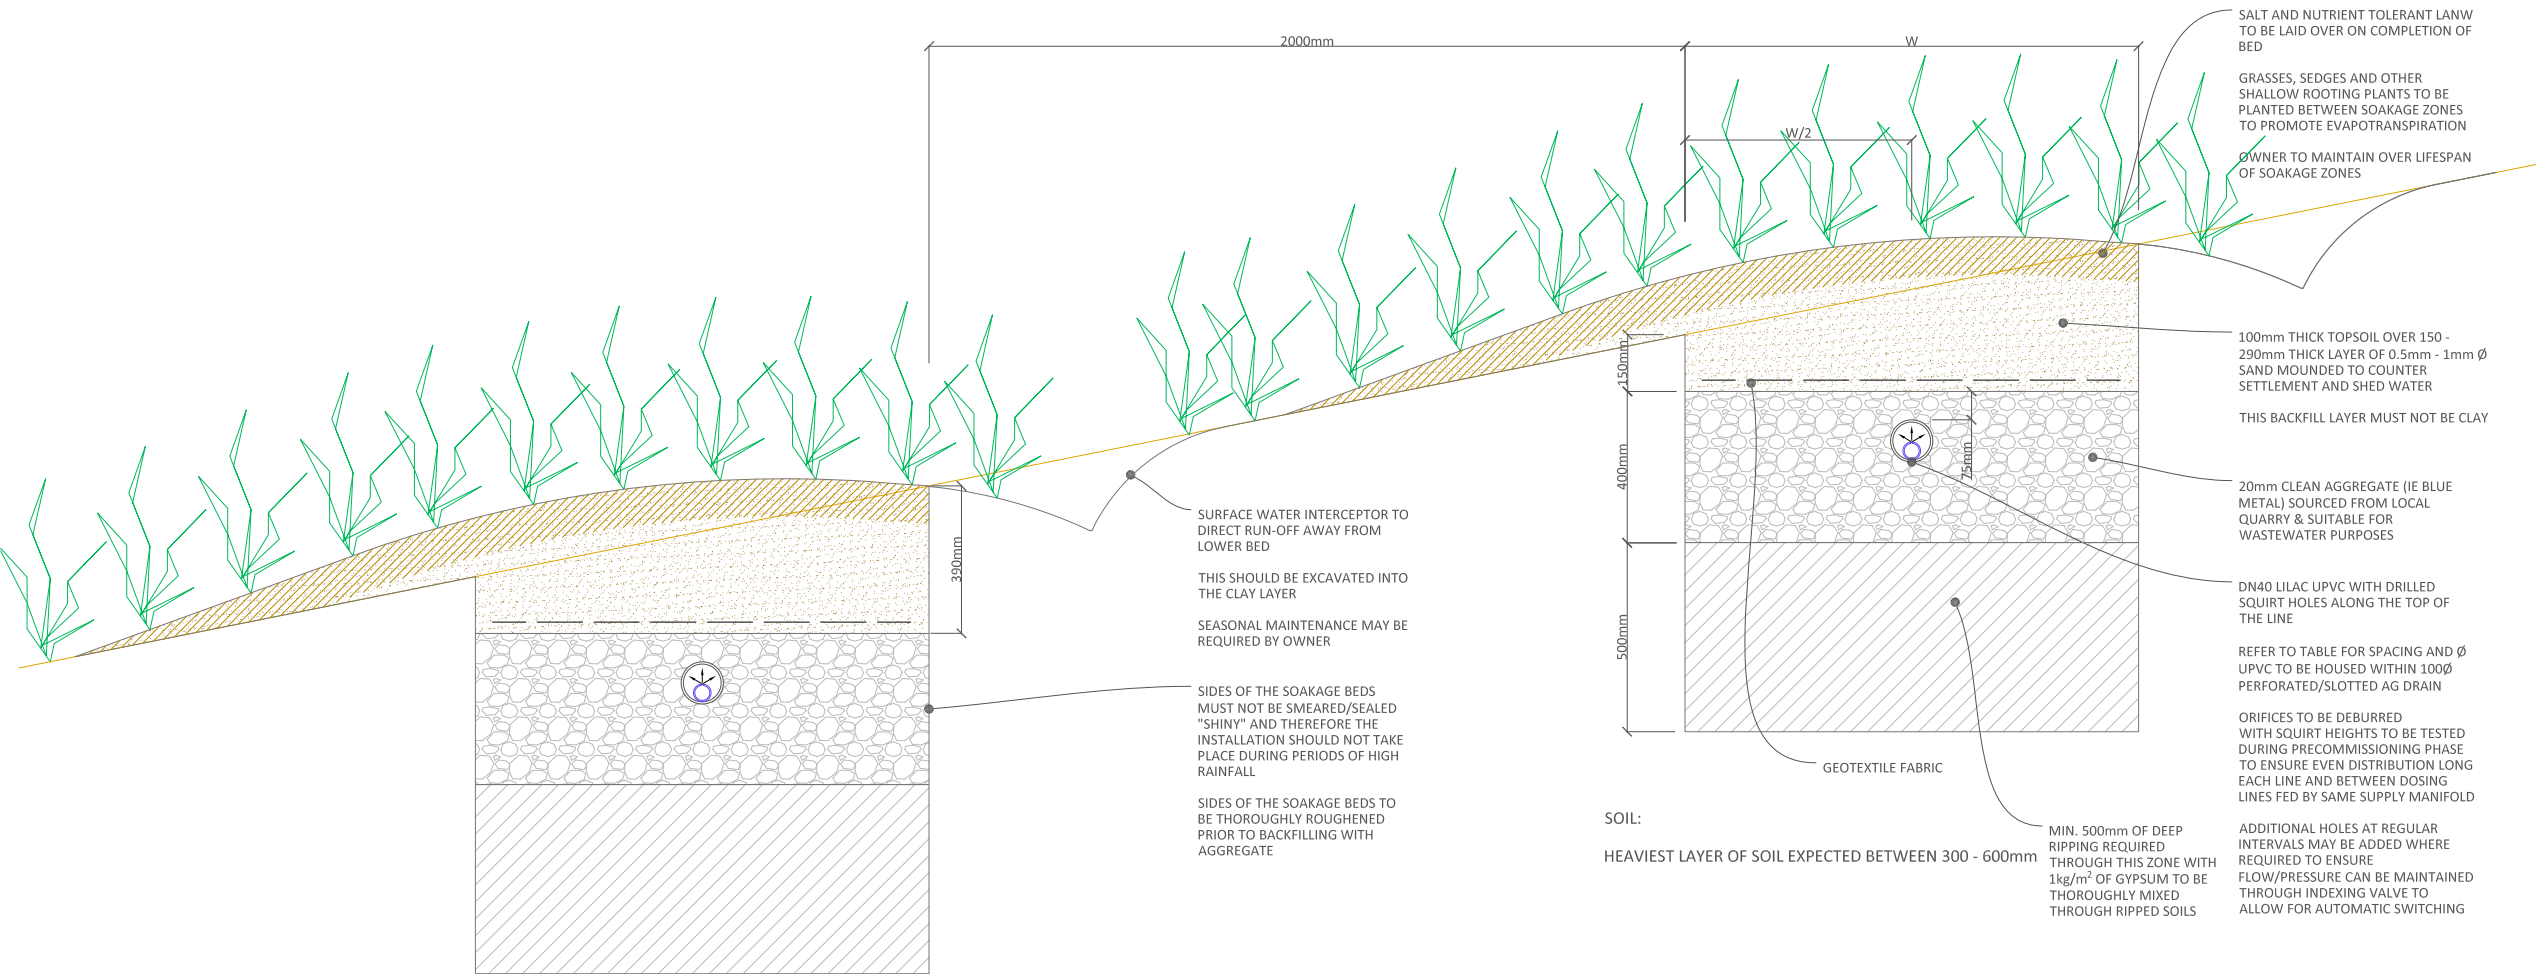 2000mm
W
W/2
SALT AND NUTRIENT TOLERANT LANW
TO BE LAID OVER ON COMPLETION OF
BED
GRASSES, SEDGES AND OTHER
SHALLOW ROOTING PLANTS TO BE
PLANTED BETWEEN SOAKAGE ZONES
TO PROMOTE EVAPOTRANSPIRATION
OWNER TO MAINTAIN OVER LIFESPAN
OF SOAKAGE ZONES
100mm THICK TOPSOIL OVER 150 -
290mm THICK LAYER OF 0.5mm - 1mm Ø
SAND MOUNDED TO COUNTER
SETTLEMENT AND SHED WATER
THIS BACKFILL LAYER MUST NOT BE CLAY
150mm
400mm
500mm
75mm
390mm
20mm CLEAN AGGREGATE (IE BLUE
METAL) SOURCED FROM LOCAL
QUARRY & SUITABLE FOR
WASTEWATER PURPOSES
DN40 LILAC UPVC WITH DRILLED
SQUIRT HOLES ALONG THE TOP OF
THE LINE
REFER TO TABLE FOR SPACING AND Ø
UPVC TO BE HOUSED WITHIN 100Ø
PERFORATED/SLOTTED AG DRAIN
ORIFICES TO BE DEBURRED
WITH SQUIRT HEIGHTS TO BE TESTED
DURING PRECOMMISSIONING PHASE
TO ENSURE EVEN DISTRIBUTION LONG
EACH LINE AND BETWEEN DOSING
LINES FED BY SAME SUPPLY MANIFOLD
ADDITIONAL HOLES AT REGULAR
INTERVALS MAY BE ADDED WHERE
REQUIRED TO ENSURE
FLOW/PRESSURE CAN BE MAINTAINED
THROUGH INDEXING VALVE TO
ALLOW FOR AUTOMATIC SWITCHING
SURFACE WATER INTERCEPTOR TO
DIRECT RUN-OFF AWAY FROM
LOWER BED
THIS SHOULD BE EXCAVATED INTO
THE CLAY LAYER
SEASONAL MAINTENANCE MAY BE
REQUIRED BY OWNER
SIDES OF THE SOAKAGE BEDS
MUST NOT BE SMEARED/SEALED
"SHINY" AND THEREFORE THE
INSTALLATION SHOULD NOT TAKE
PLACE DURING PERIODS OF HIGH
RAINFALL
SIDES OF THE SOAKAGE BEDS TO
BE THOROUGHLY ROUGHENED
PRIOR TO BACKFILLING WITH
AGGREGATE
GEOTEXTILE FABRIC
SOIL:
HEAVIEST LAYER OF SOIL EXPECTED BETWEEN 300 - 600mm
MIN. 500mm OF DEEP
RIPPING REQUIRED
THROUGH THIS ZONE WITH
1kg/m² OF GYPSUM TO BE
THOROUGHLY MIXED
THROUGH RIPPED SOILS